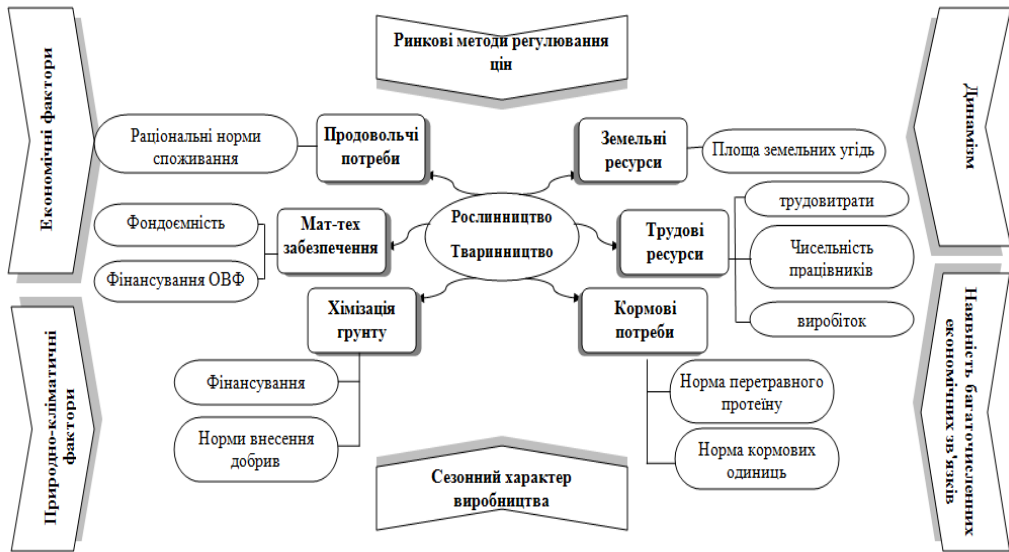 Економічні фактори
Ринкові методи регулювання
цін
Динамізм
Раціональні норми
споживання
Продовольчі
потреби
Земельні
ресурси
Площа земельних угідь
Фондоємність
Фінансування ОВФ
Мат-тех
забезпечення
Рослинництво
Тваринництво
Трудові
ресурси
трудовитрати
Чисельність
працівників
виробіток
Хімізація
грунту
Кормові
потреби
Фінансування
Норми внесення
добрив
Норма перетравного
протеїну
Норма кормових
одиниць
Природно-кліматичні
фактори
Сезонний характер
виробництва
Наявність багаточисленних
економічних зв'язків